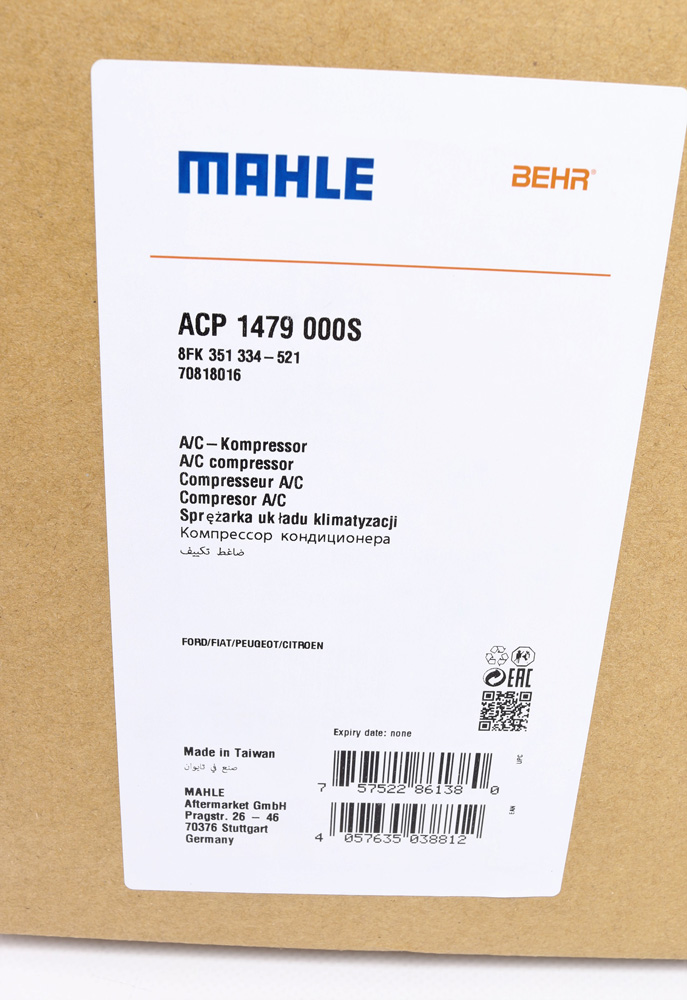 MAHLE
BEHR®
ACP 1479 000S
8FK 351 334-521
70818016
A/C-Kompressor
A/C compressor
Compresseur A/C
Compresor A/C
Sprężarka układu klimatyzacji
Компрессор кондиционера
ضاغط تكييف
FORD/FIAT/PEUGEOT/CITROEN
EAC
Expiry date: none
Made in Taiwan
صنع في تايوان
UPC
7 57522 86138 0
MAHLE
Aftermarket GmbH
Pragstr. 26 - 46
70376 Stuttgart
Germany
EAN
4 057635 038812